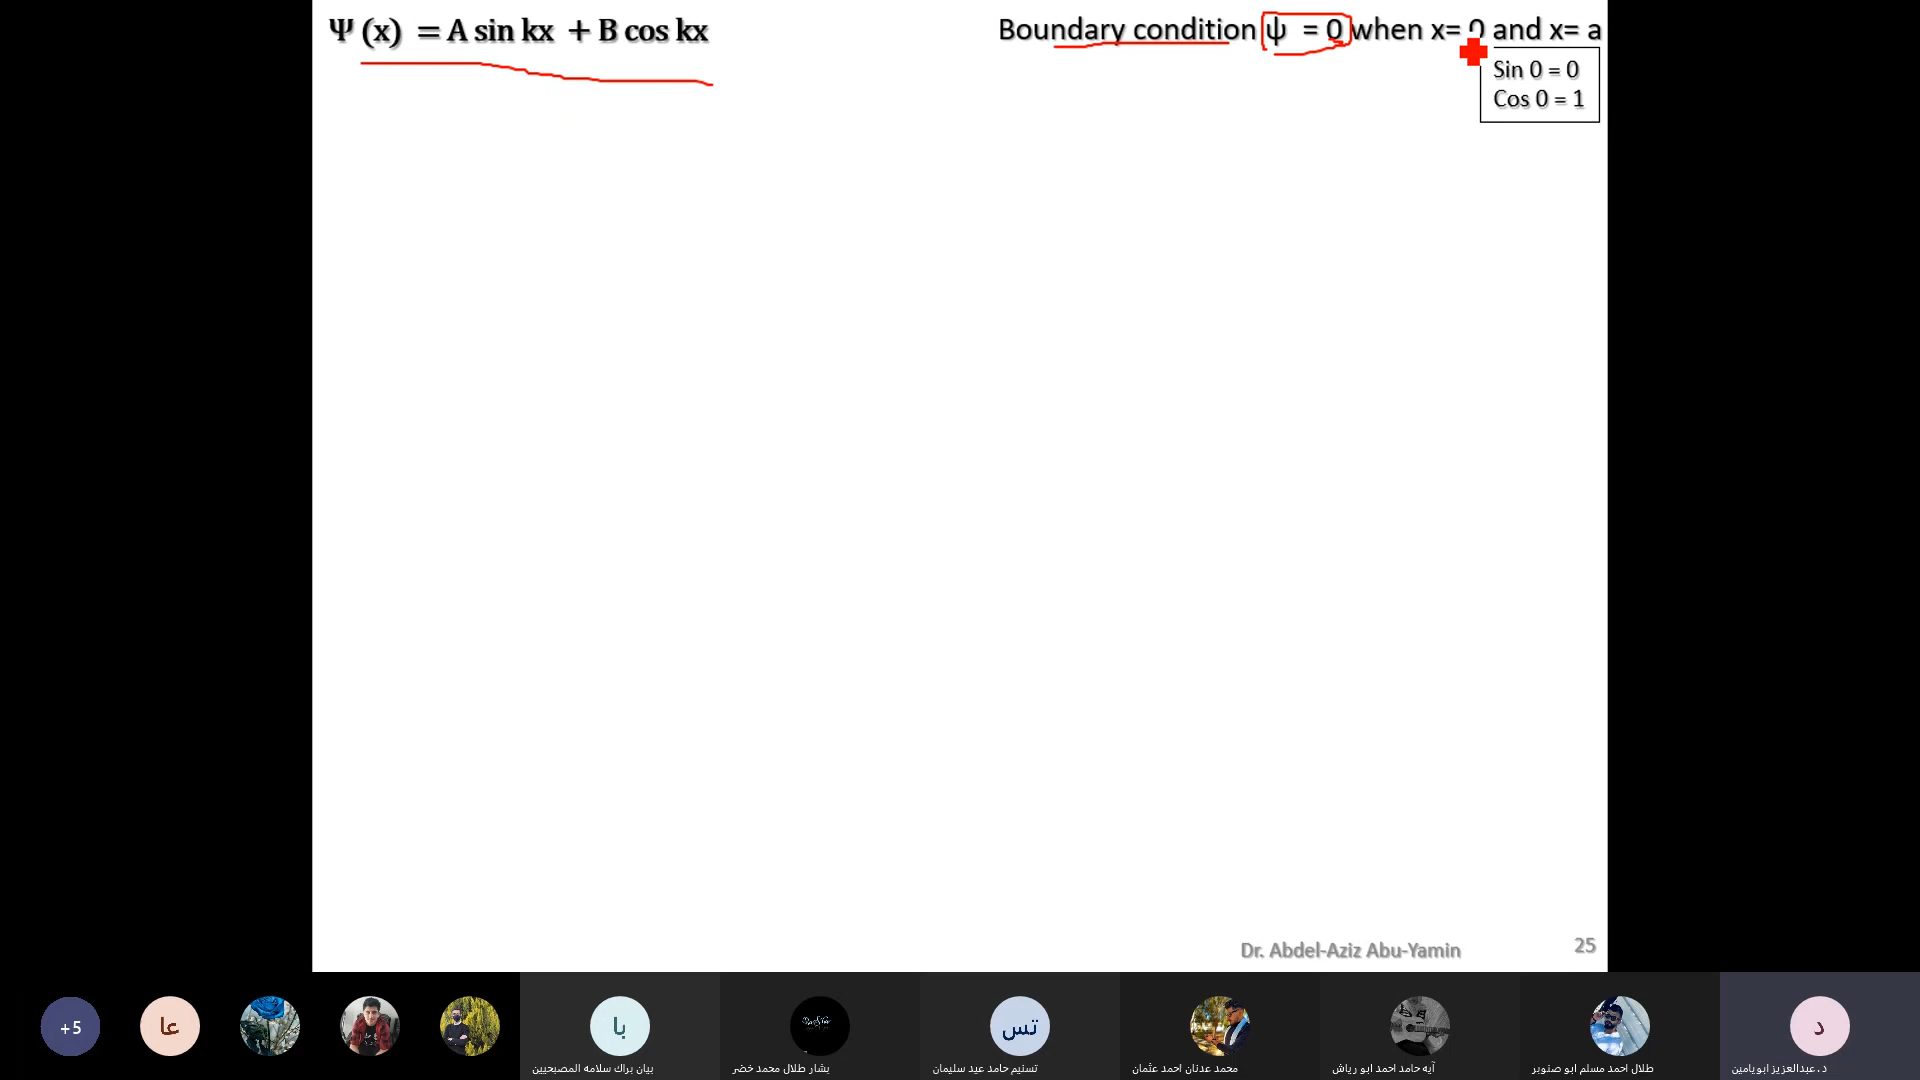 Ψ (x) = A sin kx + B cos kx
Boundary condition ψ = 0 when x= 0 and x= a
Sin 0 = 0
Cos 0 = 1
Dr. Abdel-Aziz Abu-Yamin
25
+5
عا
با
تس
د
بيان براك سلامه المصبحيين
بشار طلال محمد خضر
تسنيم حامد عيد سليمان
محمد عدنان احمد عثمان
آيه حامد احمد ابو رياش
طلال احمد مسلم ابو صنوبر
د.عبدالعزيز ابويامين